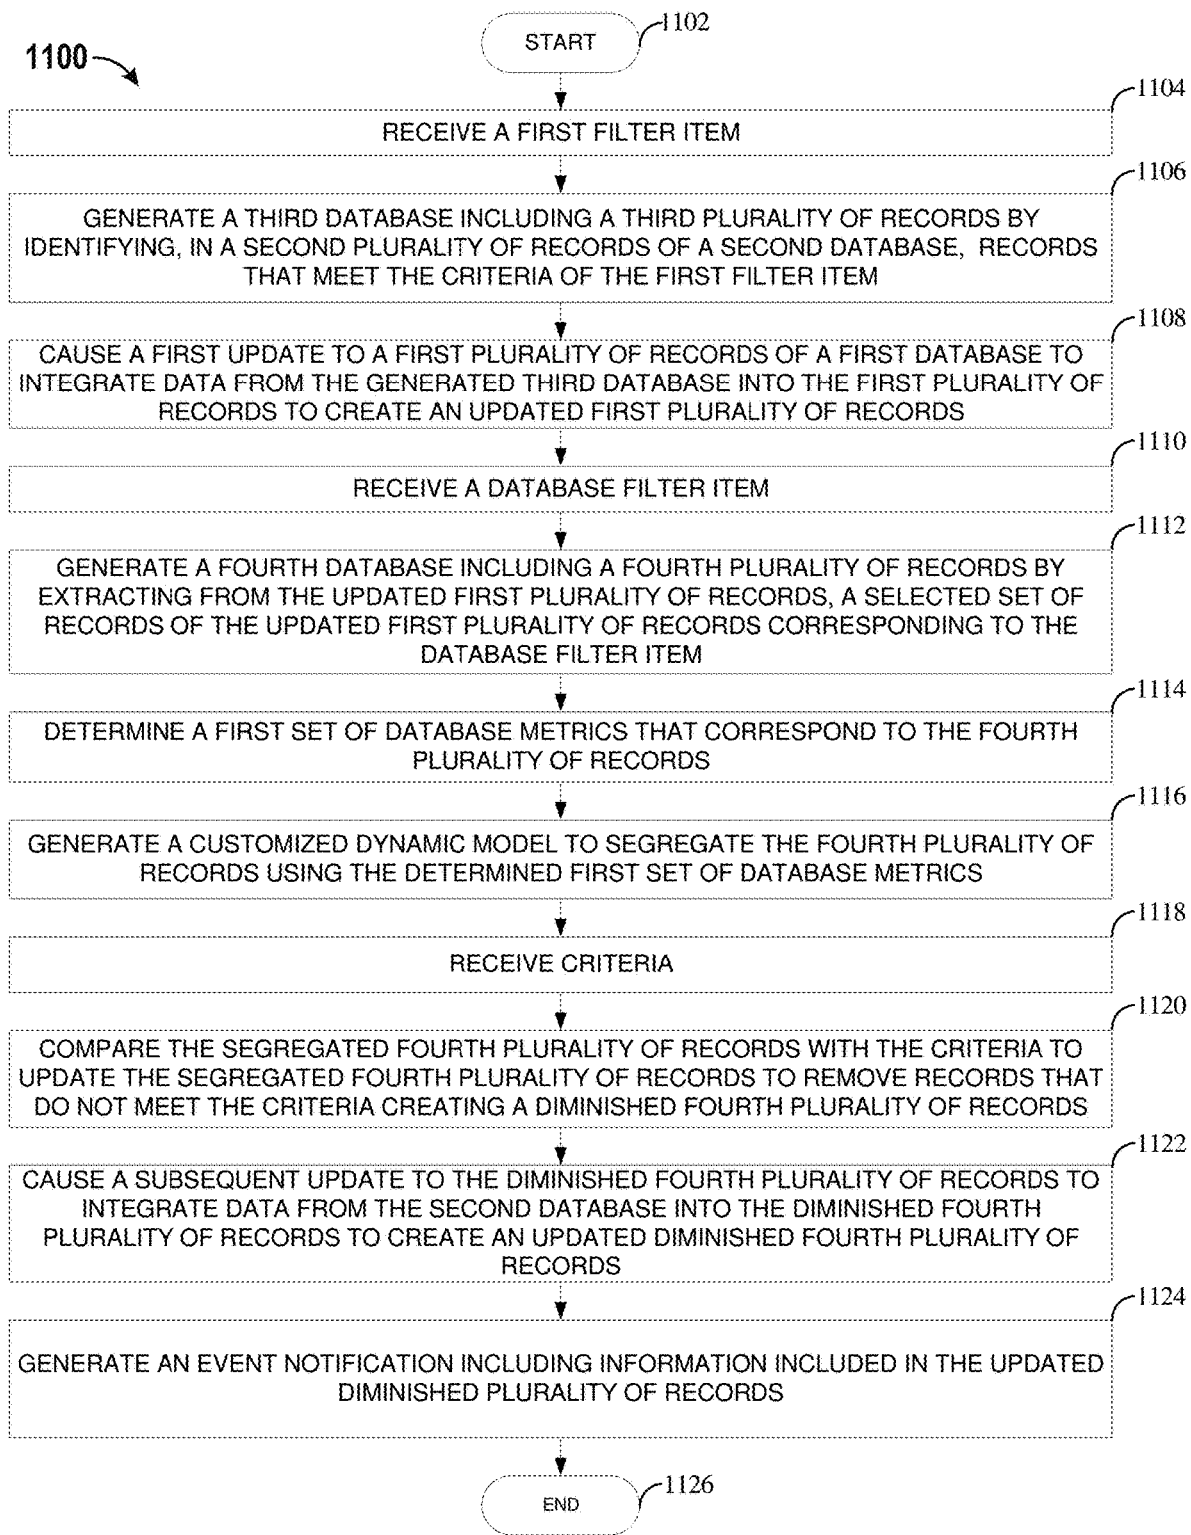 1100
START
1102
1104
RECEIVE A FIRST FILTER ITEM
1106
GENERATE A THIRD DATABASE INCLUDING A THIRD PLURALITY OF RECORDS BY
IDENTIFYING, IN A SECOND PLURALITY OF RECORDS OF A SECOND DATABASE, RECORDS
THAT MEET THE CRITERIA OF THE FIRST FILTER ITEM
1108
CAUSE A FIRST UPDATE TO A FIRST PLURALITY OF RECORDS OF A FIRST DATABASE TO
INTEGRATE DATA FROM THE GENERATED THIRD DATABASE INTO THE FIRST PLURALITY OF
RECORDS TO CREATE AN UPDATED FIRST PLURALITY OF RECORDS
1110
RECEIVE A DATABASE FILTER ITEM
1112
GENERATE A FOURTH DATABASE INCLUDING A FOURTH PLURALITY OF RECORDS BY
EXTRACTING FROM THE UPDATED FIRST PLURALITY OF RECORDS, A SELECTED SET OF
RECORDS OF THE UPDATED FIRST PLURALITY OF RECORDS CORRESPONDING TO THE
DATABASE FILTER ITEM
1114
DETERMINE A FIRST SET OF DATABASE METRICS THAT CORRESPOND TO THE FOURTH
PLURALITY OF RECORDS
1116
GENERATE A CUSTOMIZED DYNAMIC MODEL TO SEGREGATE THE FOURTH PLURALITY OF
RECORDS USING THE DETERMINED FIRST SET OF DATABASE METRICS
1118
RECEIVE CRITERIA
1120
COMPARE THE SEGREGATED FOURTH PLURALITY OF RECORDS WITH THE CRITERIA TO
UPDATE THE SEGREGATED FOURTH PLURALITY OF RECORDS TO REMOVE RECORDS THAT
DO NOT MEET THE CRITERIA CREATING A DIMINISHED FOURTH PLURALITY OF RECORDS
1122
CAUSE A SUBSEQUENT UPDATE TO THE DIMINISHED FOURTH PLURALITY OF RECORDS TO
INTEGRATE DATA FROM THE SECOND DATABASE INTO THE DIMINISHED FOURTH
PLURALITY OF RECORDS TO CREATE AN UPDATED DIMINISHED FOURTH PLURALITY OF
RECORDS
1124
GENERATE AN EVENT NOTIFICATION INCLUDING INFORMATION INCLUDED IN THE UPDATED
DIMINISHED PLURALITY OF RECORDS
1126
END